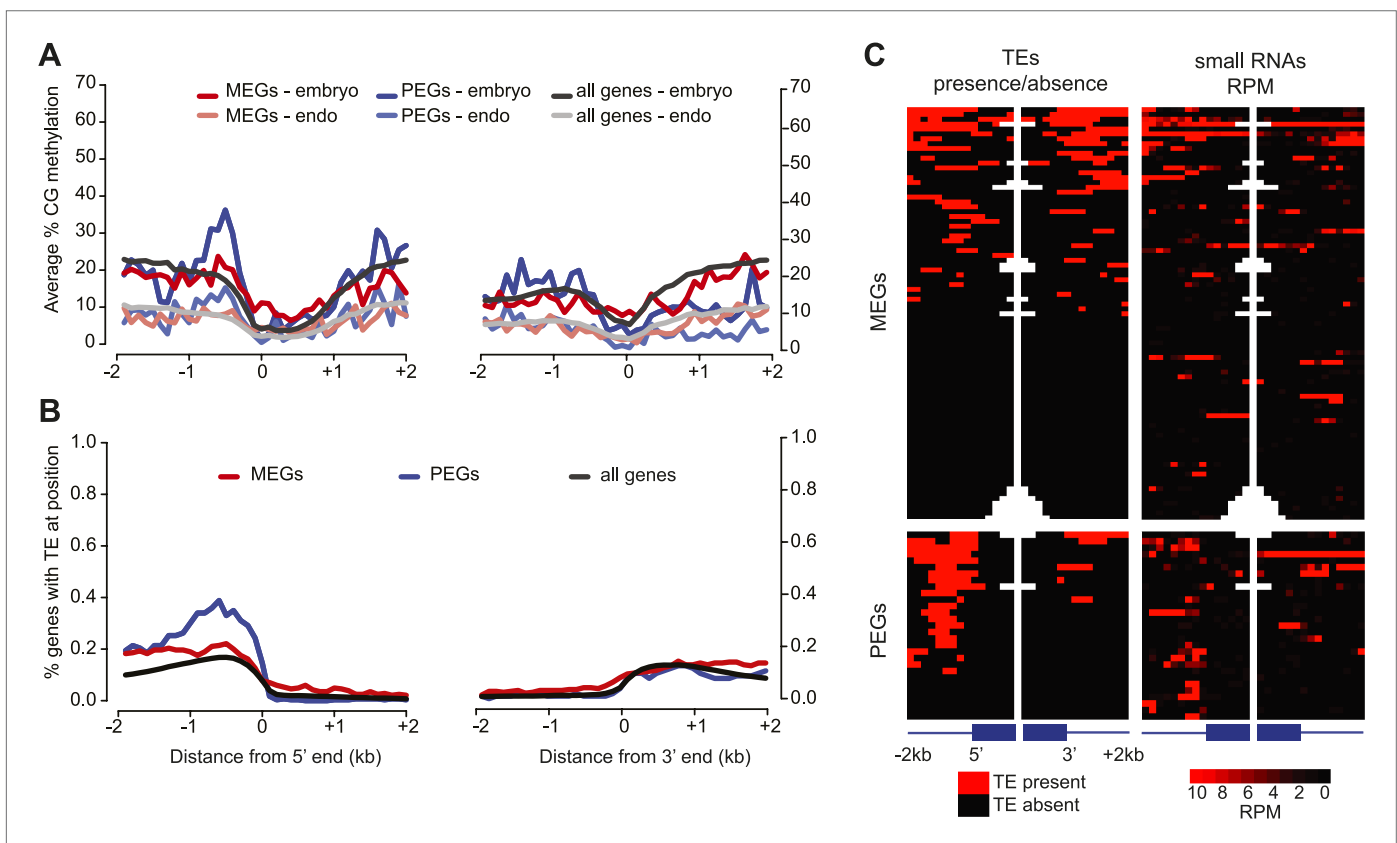 A
Average % CG methylation
70
60
50
40
30
20
10
0
MEGs - embryo
MEGs - endo
PEGs - embryo
PEGs - endo
all genes - embryo
all genes - endo
70
60
50
40
30
20
10
0
-2 -1 0 +1 +2
-2 -1 0 +1 +2
B
% genes with TE at position
1.0
0.8
0.6
0.4
0.2
0.0
MEGs
PEGs
all genes
1.0
0.8
0.6
0.4
0.2
0.0
-2 -1 0 +1 +2
-2 -1 0 +1 +2
Distance from 5' end (kb)
Distance from 3' end (kb)
C
TEs
presence/absence
small RNAs
RPM
MEGs
PEGs
-2kb 5' 3' +2kb
TE present
TE absent
10 8 6 4 2 0
RPM